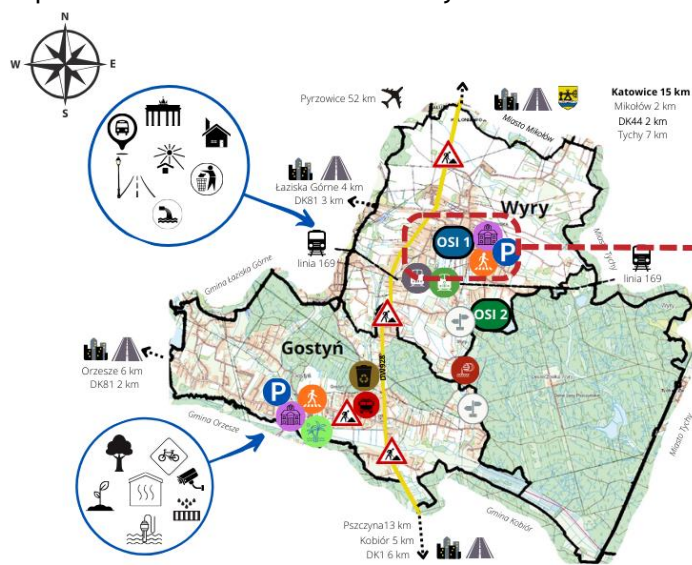 N
W E
S
Pyrzowice 52 km
Katowice 15 km
Mikołów 2 km
DK44 2 km
Tychy 7 km
Miasto Mikołów
Łaziska Górne 4 km
DK81 3 km
Wyry
OSI 1
P
linia 169
linia 169
Miasto Tychy
Gmina Łaziska Górne
OSI 2
Gostyń
DW928
Orzesze 6 km
DK81 2 km
P
Gmina Orzesze
Miasto Tychy
Gmina Kobiór
Pszczyna13 km
Kobiór 5 km
DK1 6 km